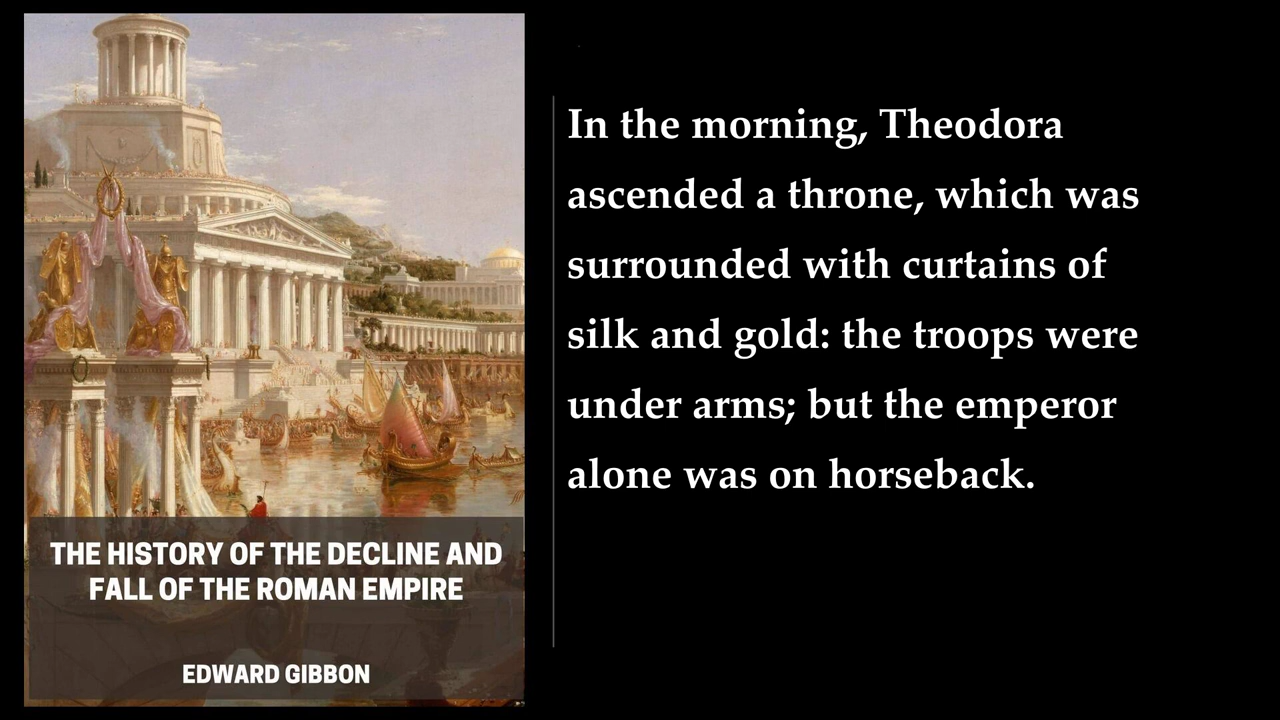 In the morning, Theodora
ascended a throne, which was
surrounded with curtains of
silk and gold: the troops were
under arms; but the emperor
alone was on horseback.
THE HISTORY OF THE DECLINE AND
FALL OF THE ROMAN EMPIRE
EDWARD GIBBON